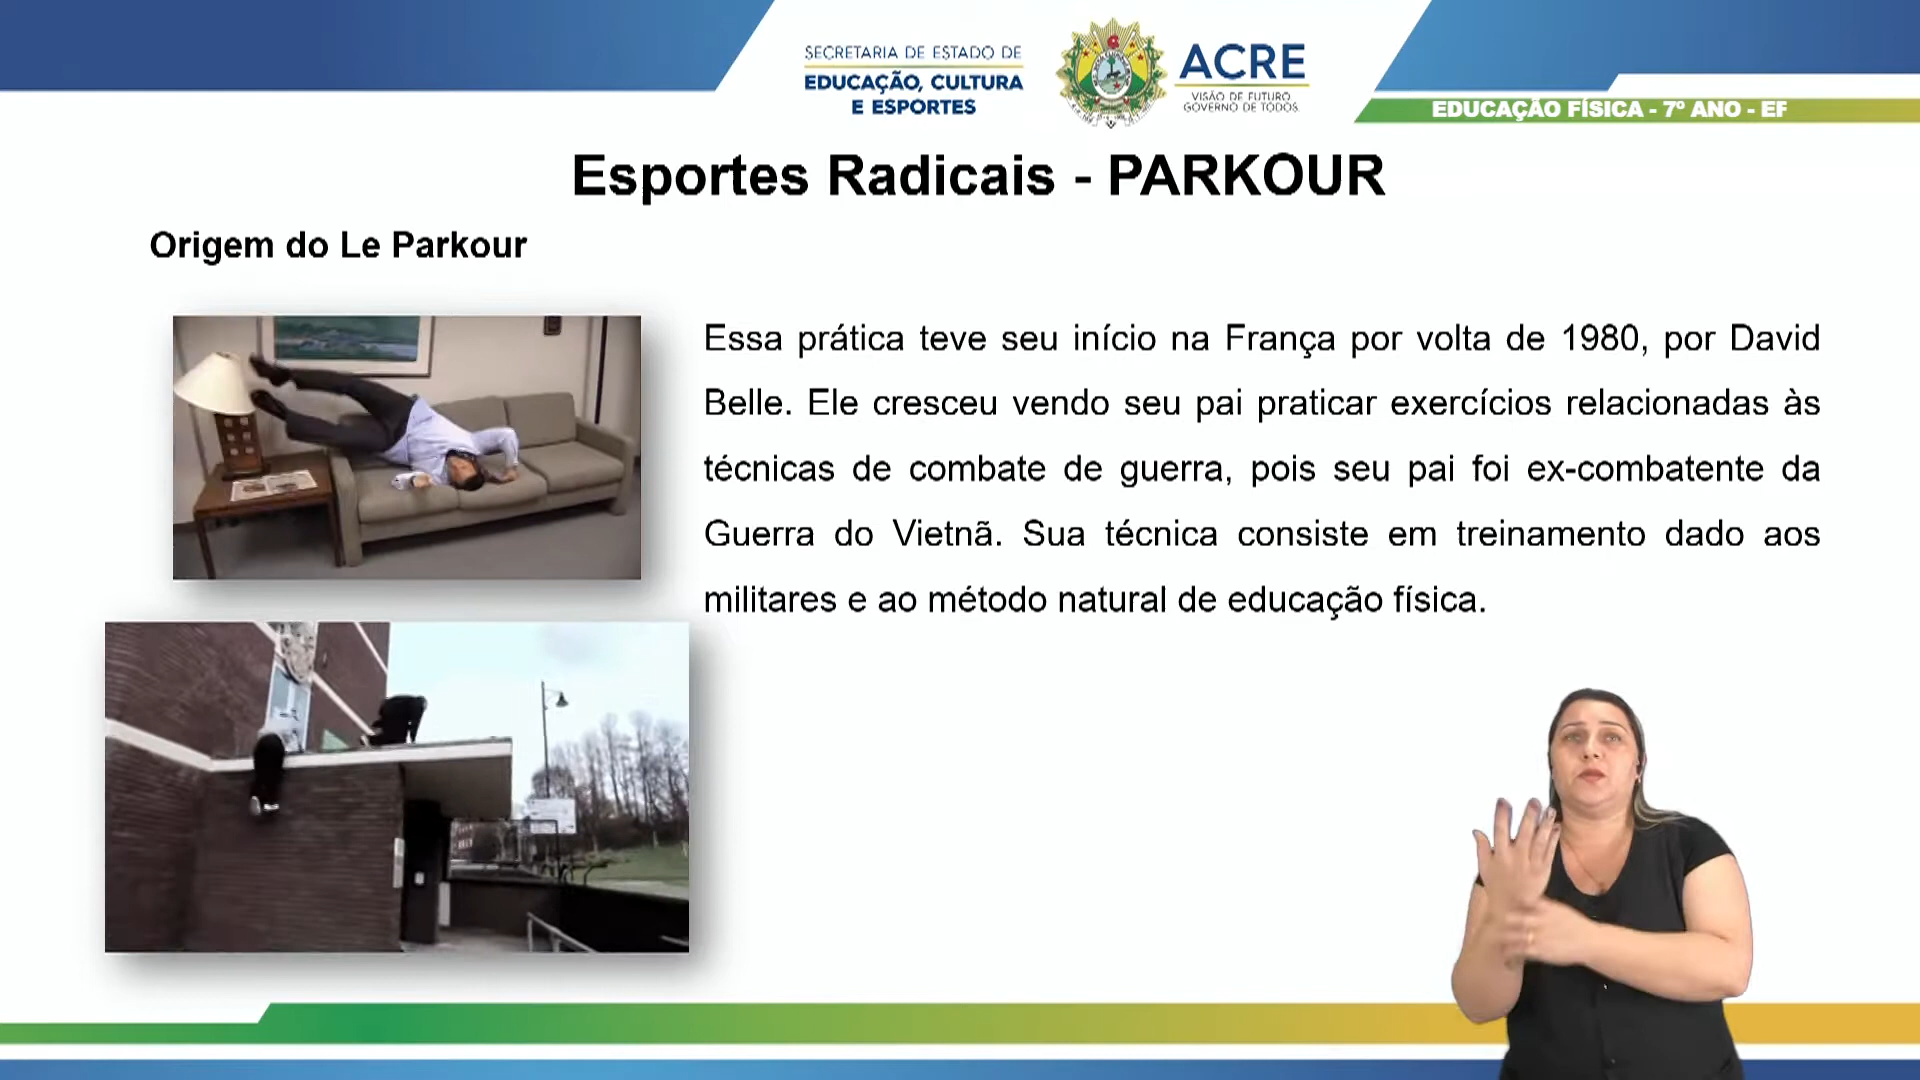 SECRETARIA DE ESTADO DE
EDUCAÇÃO, CULTURA
E ESPORTES
ACRE
VISÃO DE FUTURO
GOVERNO DE TODOS.
EDUCAÇÃO FÍSICA - 7º ANO - EF
Esportes Radicais - PARKOUR
Origem do Le Parkour
Essa prática teve seu início na França por volta de 1980, por David
Belle. Ele cresceu vendo seu pai praticar exercícios relacionadas às
técnicas de combate de guerra, pois seu pai foi ex-combatente da
Guerra do Vietnã. Sua técnica consiste em treinamento dado aos
militares e ao método natural de educação física.